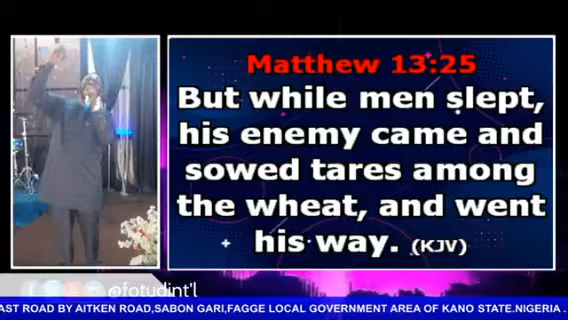 Matthew 13:25
But while men slept,
his enemy came and
sowed tares among
the wheat, and went
his way. (KJV)
@fotudint'l
AST ROAD BY AITKEN ROAD,SABON GARI,FAGGE LOCAL GOVERNMENT AREA OF KANO STATE.NIGERIA .